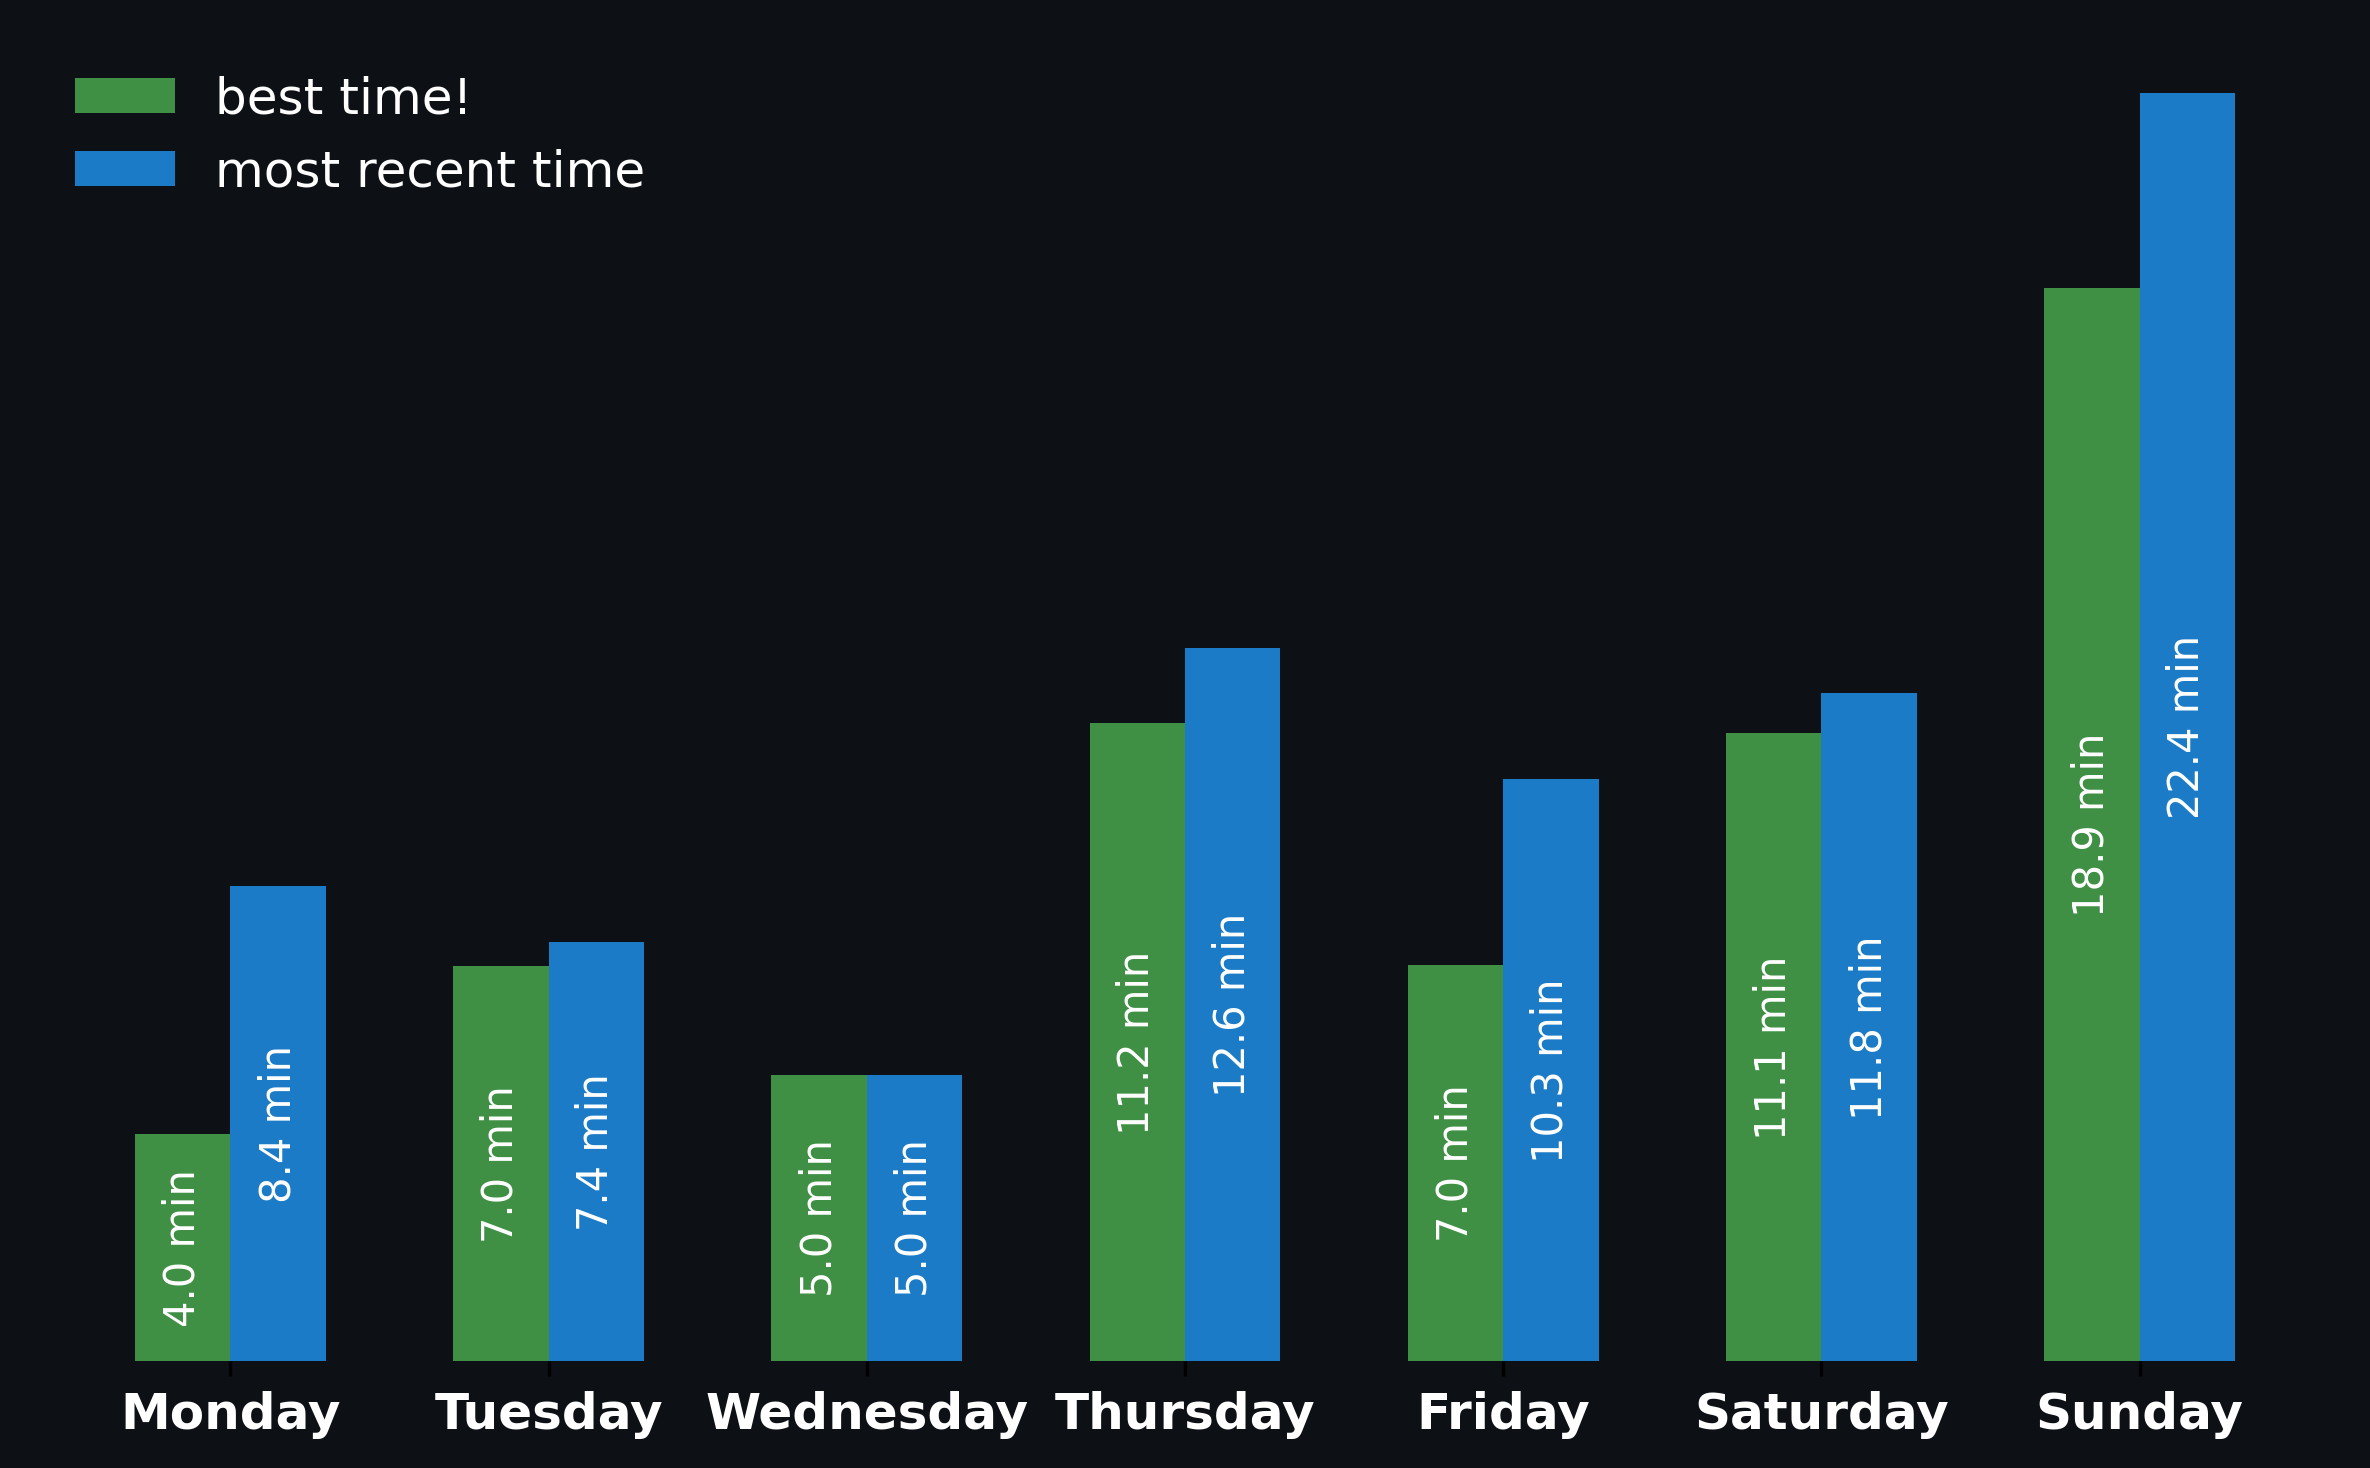 best time!
most recent time
4.0 min
8.4 min
7.0 min
7.4 min
5.0 min
5.0 min
11.2 min
12.6 min
7.0 min
10.3 min
11.1 min
11.8 min
18.9 min
22.4 min
Monday
Tuesday
Wednesday
Thursday
Friday
Saturday
Sunday